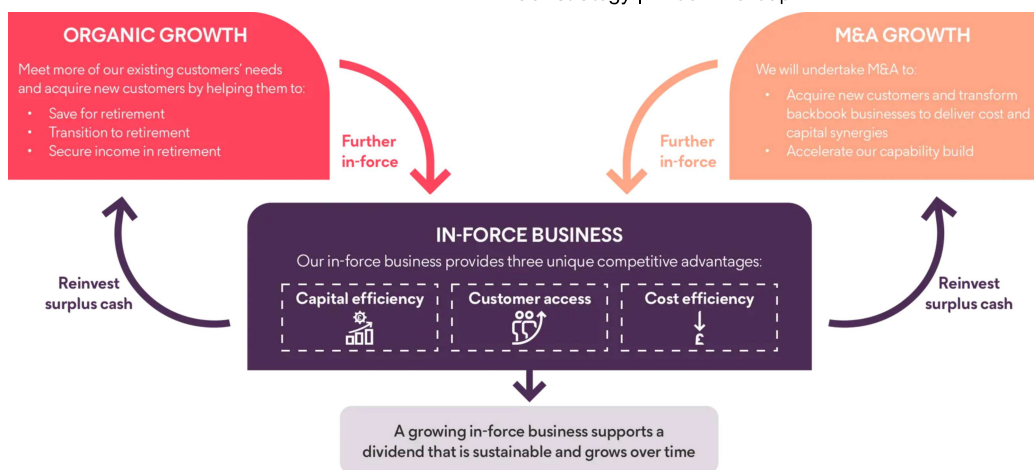 ORGANIC GROWTH
Meet more of our existing customers' needs
and acquire new customers by helping them to:
• Save for retirement
• Transition to retirement
• Secure income in retirement
Further
in-force
M&A GROWTH
We will undertake M&A to:
• Acquire new customers and transform
backbook businesses to deliver cost and
capital synergies
• Accelerate our capability build
Further
in-force
Reinvest
surplus cash
IN-FORCE BUSINESS
Our in-force business provides three unique competitive advantages:
Capital efficiency
Customer access
Cost efficiency
£
Reinvest
surplus cash
A growing in-force business supports a
dividend that is sustainable and grows over time